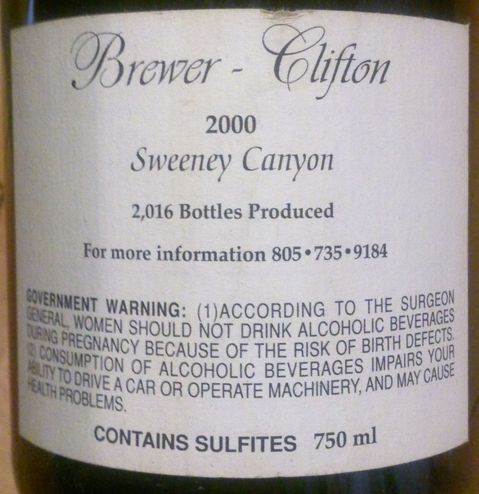 Brewer - Clifton
2000
Sweeney Canyon
2,016 Bottles Produced
For more information 805•735•9184
GOVERNMENT WARNING: (1)ACCORDING TO THE SURGEON
GENERAL, WOMEN SHOULD NOT DRINK ALCOHOLIC BEVERAGES
DURING PREGNANCY BECAUSE OF THE RISK OF BIRTH DEFECTS.
(2) CONSUMPTION OF ALCOHOLIC BEVERAGES IMPAIRS YOUR
ABILITY TO DRIVE A CAR OR OPERATE MACHINERY, AND MAY CAUSE
HEALTH PROBLEMS.
CONTAINS SULFITES 750 ml